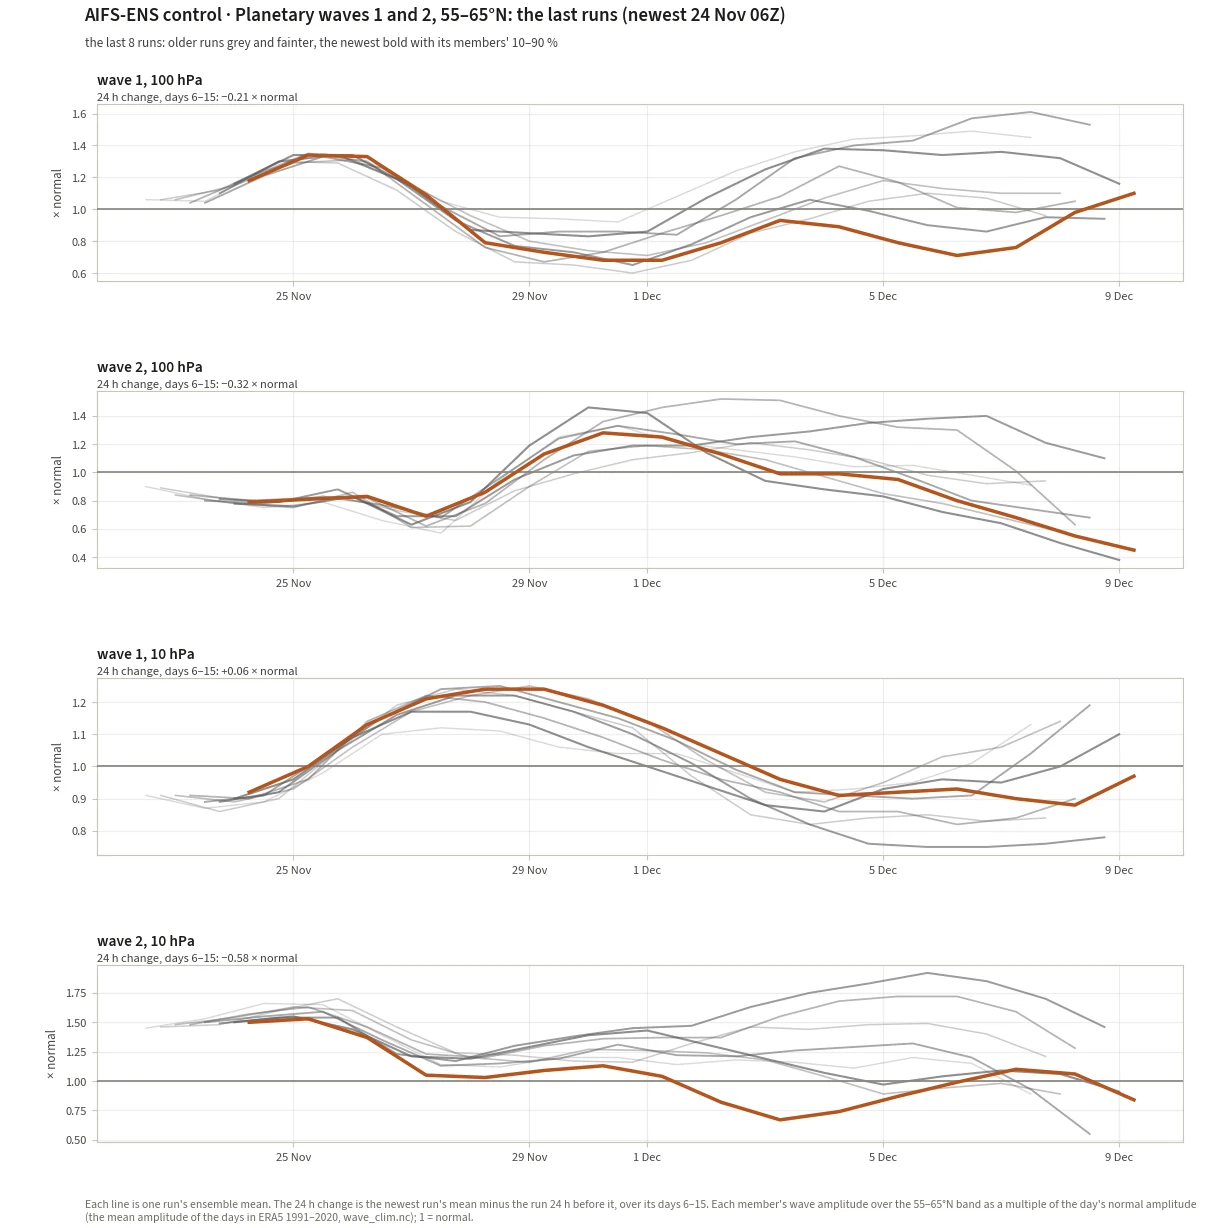 AIFS-ENS control · Planetary waves 1 and 2, 55–65°N: the last runs (newest 24 Nov 06Z)
the last 8 runs: older runs grey and fainter, the newest bold with its members' 10–90 %
wave 1, 100 hPa
24 h change, days 6–15: −0.21 × normal
× normal
1.6
1.4
1.2
1.0
0.8
0.6
25 Nov
29 Nov
1 Dec
5 Dec
9 Dec
wave 2, 100 hPa
24 h change, days 6–15: −0.32 × normal
× normal
1.4
1.2
1.0
0.8
0.6
0.4
25 Nov
29 Nov
1 Dec
5 Dec
9 Dec
wave 1, 10 hPa
24 h change, days 6–15: +0.06 × normal
× normal
1.2
1.1
1.0
0.9
0.8
25 Nov
29 Nov
1 Dec
5 Dec
9 Dec
wave 2, 10 hPa
24 h change, days 6–15: −0.58 × normal
× normal
1.75
1.50
1.25
1.00
0.75
0.50
25 Nov
29 Nov
1 Dec
5 Dec
9 Dec
Each line is one run's ensemble mean. The 24 h change is the newest run's mean minus the run 24 h before it, over its days 6–15. Each member's wave amplitude over the 55–65°N band as a multiple of the day's normal amplitude
(the mean amplitude of the days in ERA5 1991–2020, wave_clim.nc); 1 = normal.